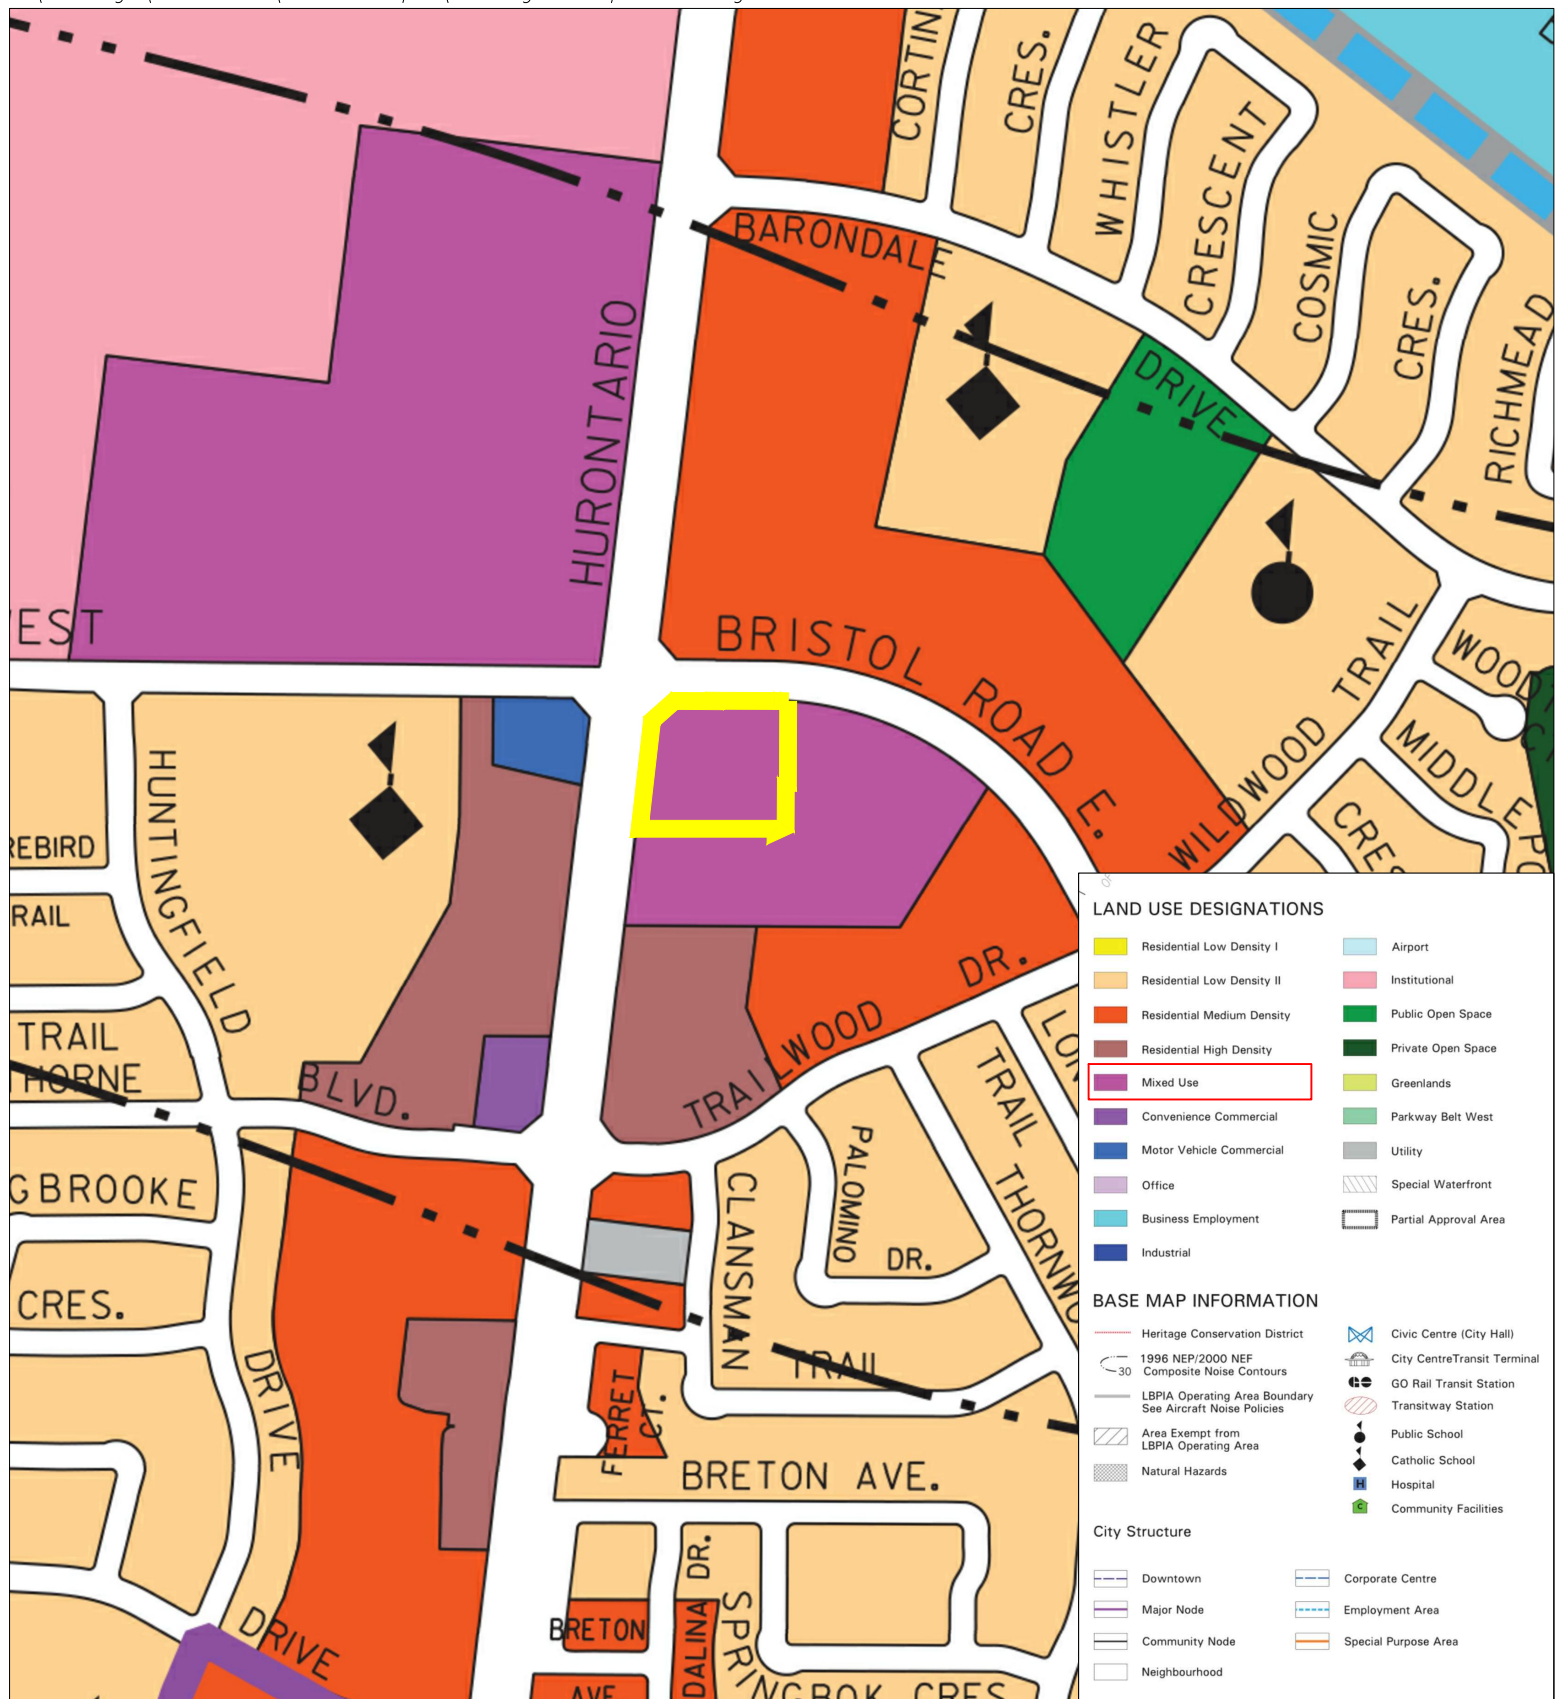 CORTIN
CRES.
WHISTLER
CRESCENT
COSMIC
CRES.
RICHMEAD
BARONDALE
DRIVE
HURONTARIO
EST
BRISTOL ROAD E.
WILDWOOD TRAIL
WOOD
MIDDLE
CRES
HUNTINGFIELD
REBIRD
RAIL
TRAIL
THORNE
BLVD.
TRAILWOOD DR.
GBROOKE
CRES.
DRIVE
CLANSMAN
TRAIL
PALOMINO
DR.
TRAIL THORNWO
LO
FERRET
CT.
BRETON AVE.
DRIVE
BRETON
AVE
DALINA DR.
SPRINGBOK CRES
LAND USE DESIGNATIONS
Residential Low Density I
Residential Low Density II
Residential Medium Density
Residential High Density
Mixed Use
Convenience Commercial
Motor Vehicle Commercial
Office
Business Employment
Industrial
Airport
Institutional
Public Open Space
Private Open Space
Greenlands
Parkway Belt West
Utility
Special Waterfront
Partial Approval Area
BASE MAP INFORMATION
Heritage Conservation District
30
1996 NEP/2000 NEF
Composite Noise Contours
LBPIA Operating Area Boundary
See Aircraft Noise Policies
Area Exempt from
LBPIA Operating Area
Natural Hazards
Civic Centre (City Hall)
City CentreTransit Terminal
GO Rail Transit Station
Transitway Station
Public School
Catholic School
H
Hospital
C
Community Facilities
City Structure
Downtown
Major Node
Community Node
Neighbourhood
Corporate Centre
Employment Area
Special Purpose Area